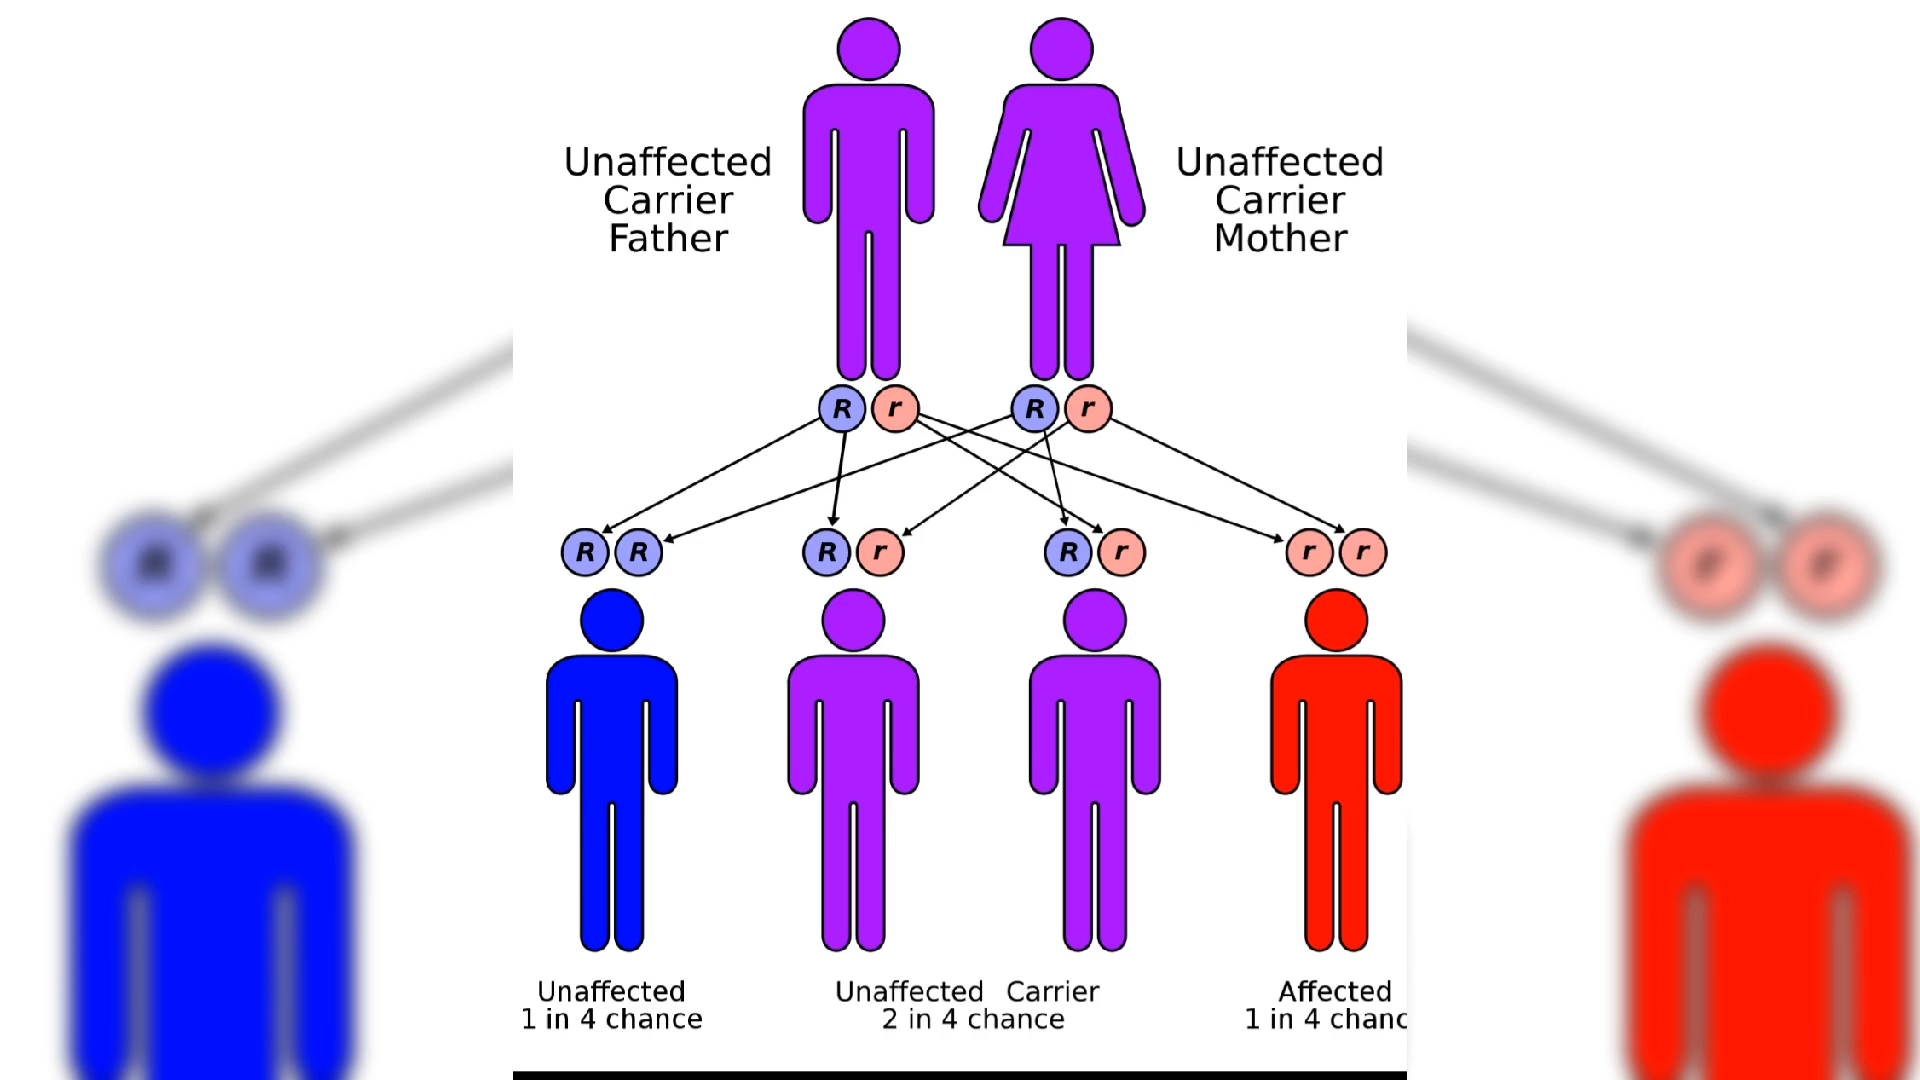 Unaffected
Carrier
Father
Unaffected
Carrier
Mother
R r R r
R R R r R r r r
Unaffected
1 in 4 chance
Unaffected Carrier
2 in 4 chance
Affected
1 in 4 chanc